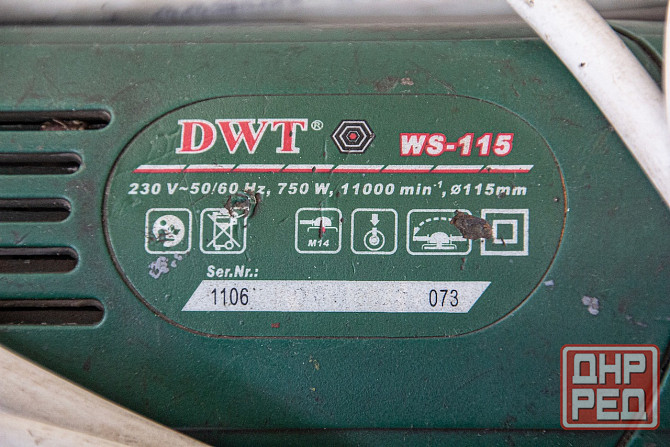 DWT® WS-115
230 V~50/60 Hz, 750 W, 11000 min⁻¹, ø115mm
M14
Ser.Nr.:
1106 073
ДНР
РЕД